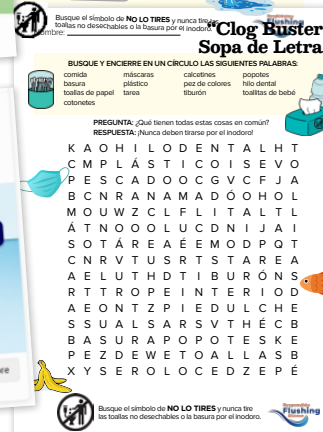 Busque el símbolo de NO LO TIRES y nunca tire las
toallas no desechables o la basura por el inodoro.
ombre:
"Clog Buster
Sopa de Letra
BUSQUE Y ENCIERRE EN UN CÍRCULO LAS SIGUIENTES PALABRAS:
comida máscaras calcetines popotes
basura plástico pez de colores hilo dental
toallas de papel tarea tiburón toallitas de bebé
cotonetes
PREGUNTA: ¿Qué tienen todas estas cosas en común?
RESPUESTA: ¡Nunca deben tirarse por el inodoro!
K A O H I L O D E N T A L H T
C M P L Á S T I C O I S E V O
P E S C A D O O C G V C F J A
B C N R A N A M A D Ó O H O L
M O U W Z C L F L I T A L T L
Á T N O O O L U C D N I J A I
S O T Á R E A É E M O D P Q T
C N R V T U S R T S T A R E A
A E L U T H D T I B U R Ó N S
R T T R O P E I N T E R I O D
A E O N T Z P I E D U L C H E
S S U A L S A R S V T H É C B
B A S U R A P O P O T E S K E
P E Z D E W E T O A L L A S B
X Y S E R O L O C E D Z E P É
Busque el símbolo de NO LO TIRES y nunca tire
las toallas no desechables o la basura por el inodoro.
Flushing